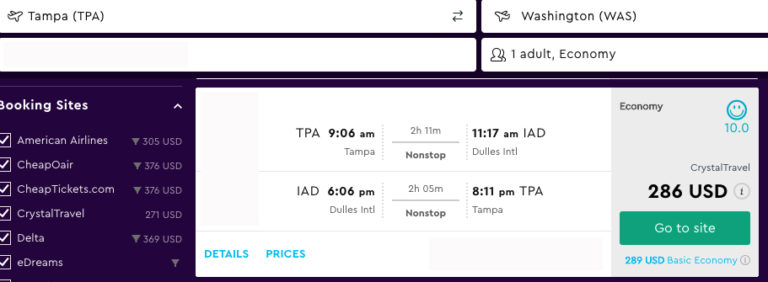 Tampa (TPA)
Washington (WAS)
1 adult, Economy
Booking Sites
American Airlines 305 USD
CheapOair 376 USD
CheapTickets.com 376 USD
CrystalTravel 271 USD
Delta 369 USD
eDreams
TPA 9:06 am 2h 11m 11:17 am IAD
Tampa Nonstop Dulles Intl
IAD 6:06 pm 2h 05m 8:11 pm TPA
Dulles Intl Nonstop Tampa
DETAILS PRICES
Economy
10.0
CrystalTravel
286 USD i
Go to site
289 USD Basic Economy i